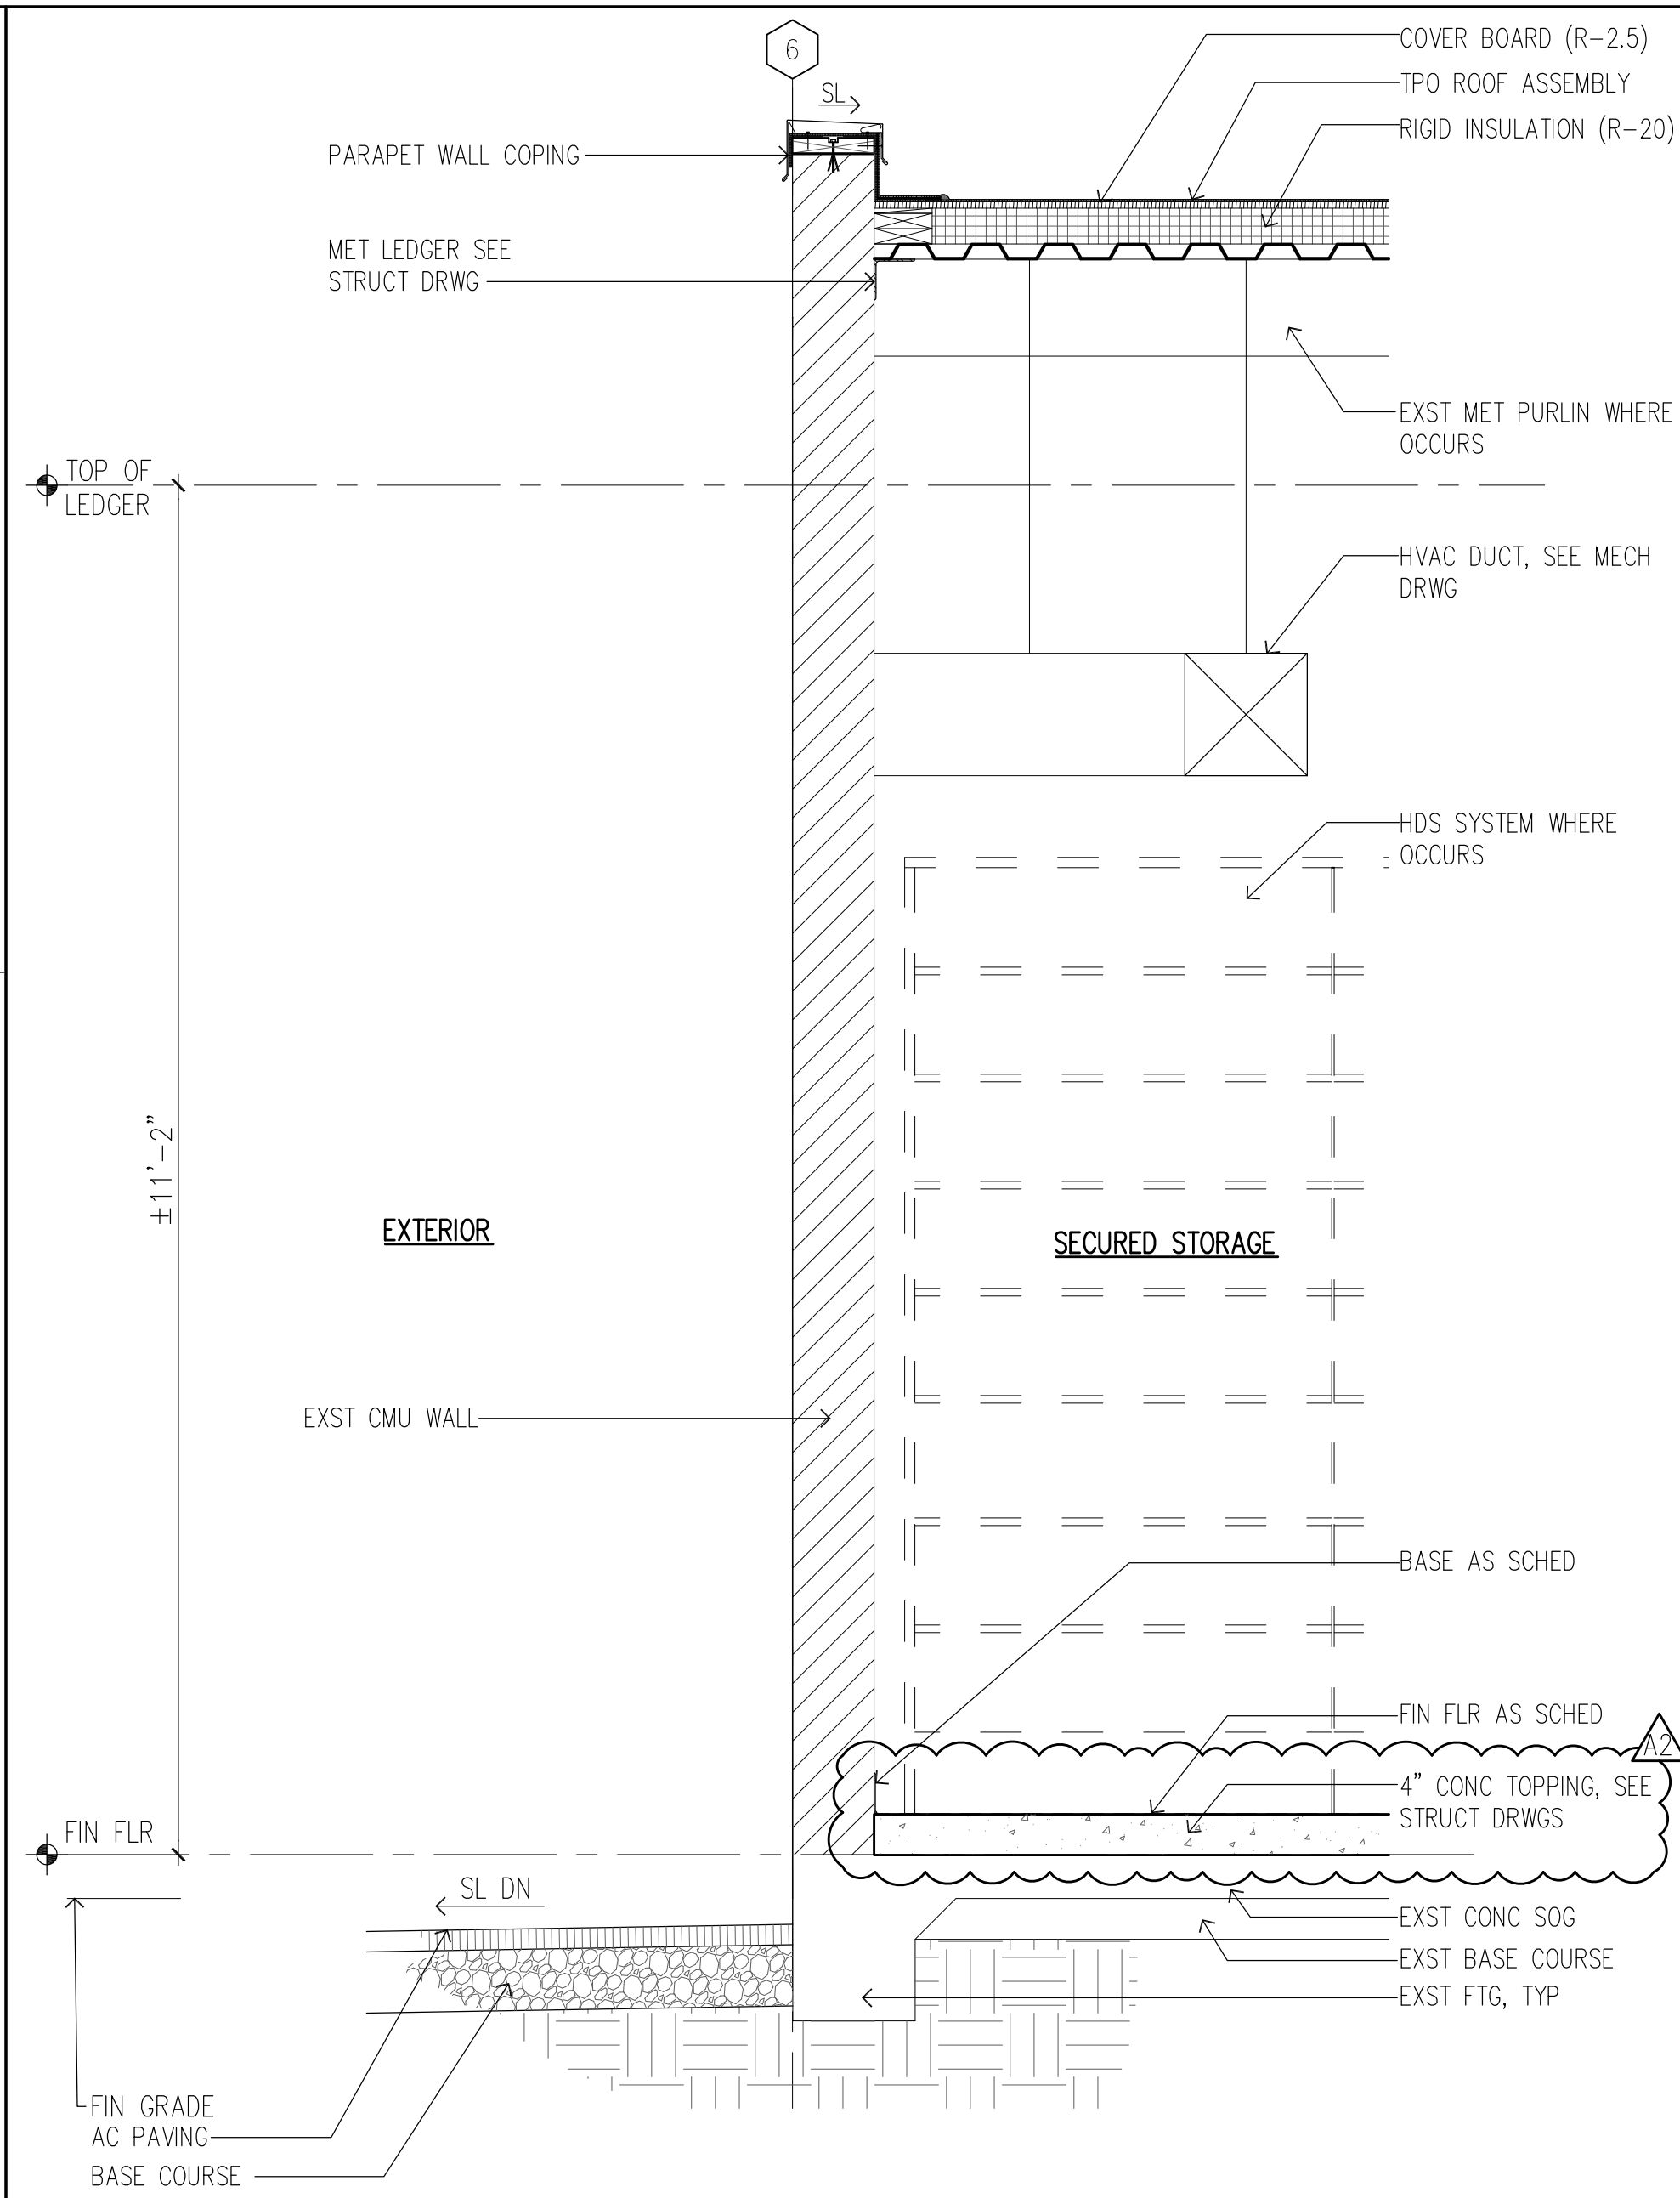 6
SL
COVER BOARD (R-2.5)
TPO ROOF ASSEMBLY
RIGID INSULATION (R-20)
PARAPET WALL COPING
MET LEDGER SEE
STRUCT DRWG
EXST MET PURLIN WHERE
OCCURS
TOP OF
LEDGER
HVAC DUCT, SEE MECH
DRWG
HDS SYSTEM WHERE
OCCURS
±11'-2"
EXTERIOR
SECURED STORAGE
EXST CMU WALL
BASE AS SCHED
FIN FLR AS SCHED
A2
4" CONC TOPPING, SEE
STRUCT DRWGS
FIN FLR
SL DN
EXST CONC SOG
EXST BASE COURSE
EXST FTG, TYP
FIN GRADE
AC PAVING
BASE COURSE